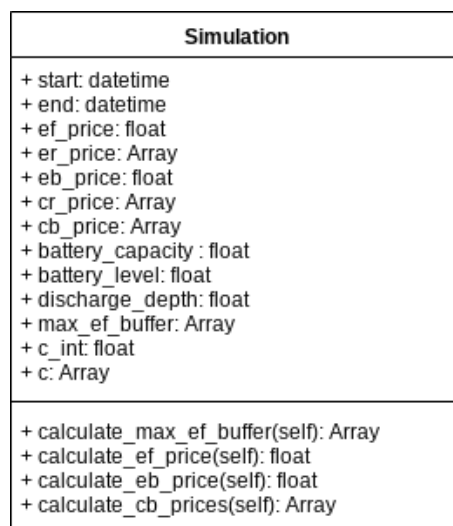 Simulation
+ start: datetime
+ end: datetime
+ ef_price: float
+ er_price: Array
+ eb_price: float
+ cr_price: Array
+ cb_price: Array
+ battery_capacity : float
+ battery_level: float
+ discharge_depth: float
+ max_ef_buffer: Array
+ c_int: float
+ c: Array
+ calculate_max_ef_buffer(self): Array
+ calculate_ef_price(self): float
+ calculate_eb_price(self): float
+ calculate_cb_prices(self): Array